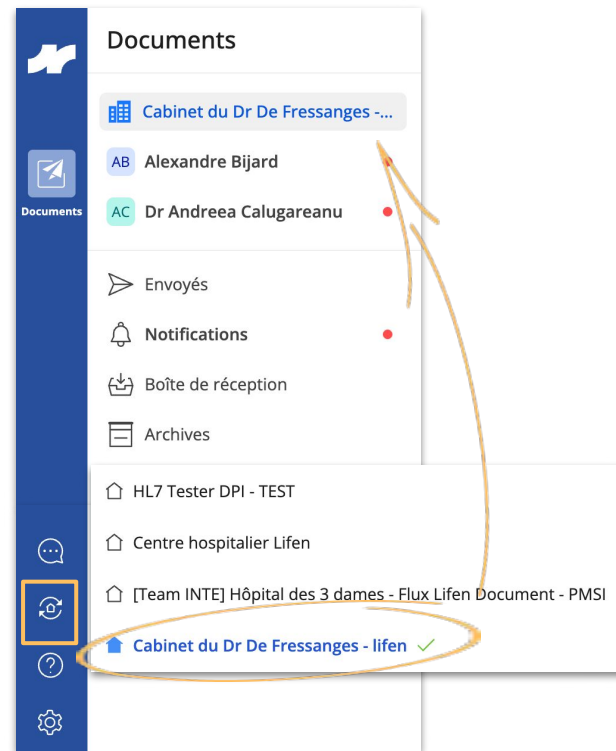 Documents
Cabinet du Dr De Fressanges -...
AB Alexandre Bijard
Documents
AC Dr Andreea Calugareanu
Envoyés
Notifications
Boîte de réception
Archives
HL7 Tester DPI - TEST
Centre hospitalier Lifen
[Team INTE] Hôpital des 3 dames - Flux Lifen Document - PMSI
Cabinet du Dr De Fressanges - lifen